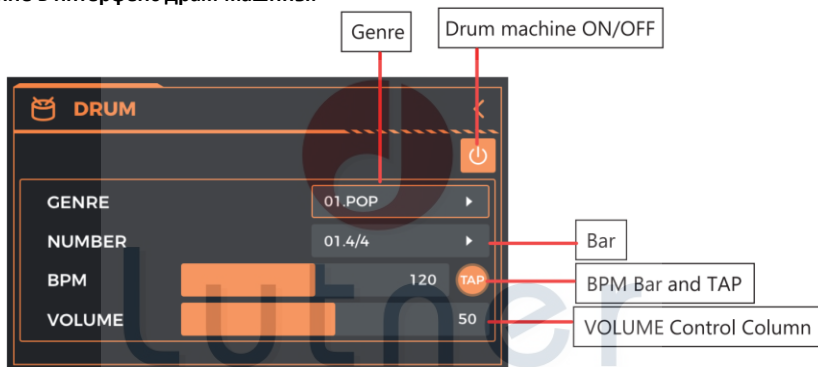 Genre
Drum machine ON/OFF
DRUM
GENRE
01.POP
NUMBER
01.4/4
Bar
BPM
120
TAP
BPM Bar and TAP
VOLUME
50
VOLUME Control Column
Lutner